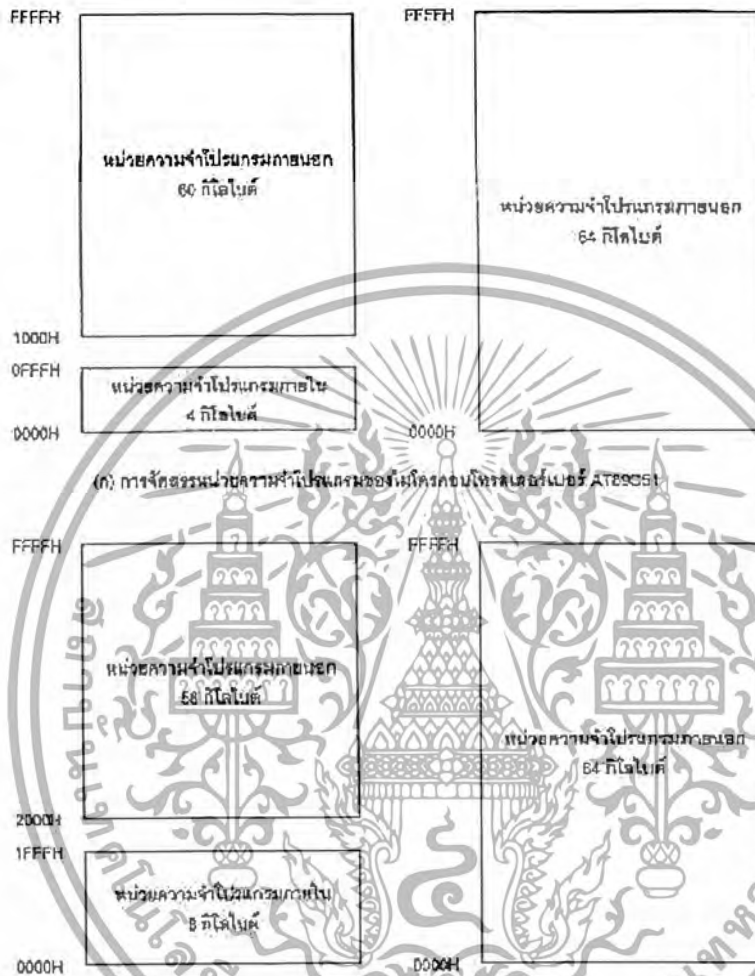 FFFFH
FFFFH
หน่วยความจำโปรแกรมภายนอก
60 กิโลไบต์
หน่วยความจำโปรแกรมภายนอก
64 กิโลไบต์
1000H
0FFFH
หน่วยความจำโปรแกรมภายใน
4 กิโลไบต์
0000H
0000H
(ก) การจัดสรรหน่วยความจำโปรแกรมของไมโครคอนโทรลเลอร์เบอร์
FFFFH
FFFFH
หน่วยความจำโปรแกรมภายนอก
กิโลไบต์
หน่วยความจำโปรแกรมภายนอก
64 กิโลไบต์
2000H
1FFFH
หน่วยความจำโปรแกรมภายใน
8 กิโลไบต์
0000H
0000H